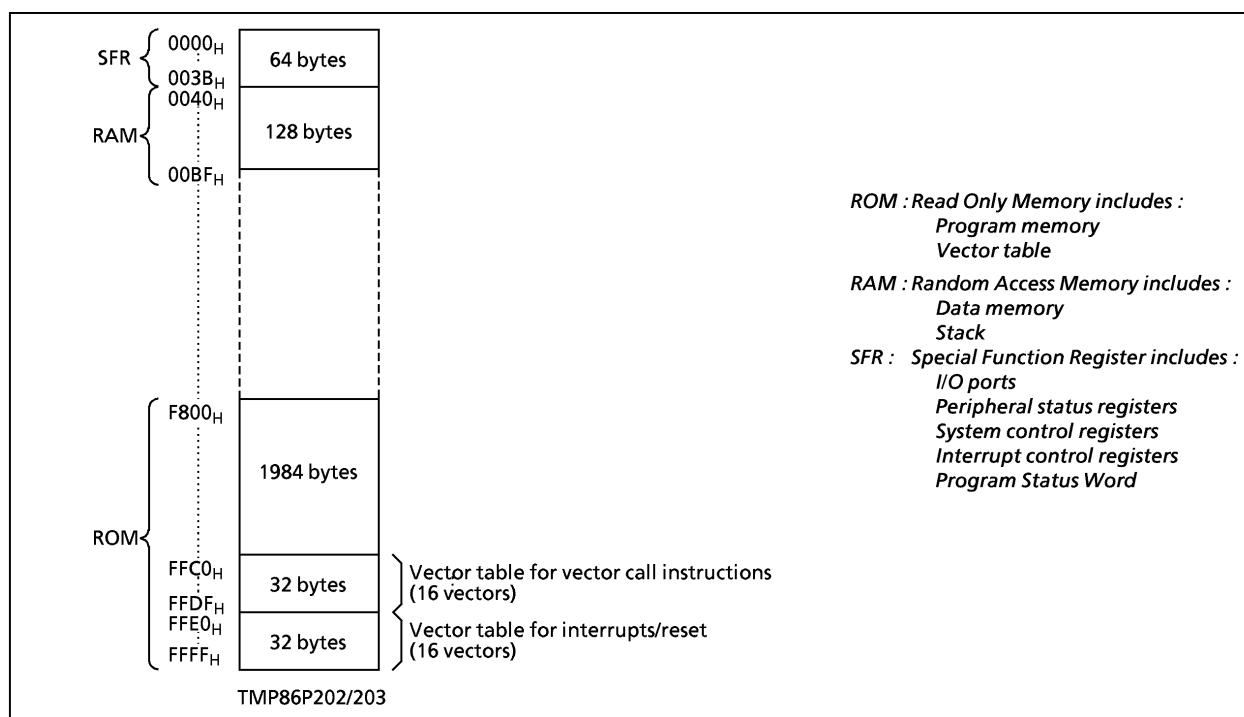 SFR
0000H
003BH
64 bytes
RAM
0040H
00BFH
128 bytes
ROM
F800H
1984 bytes
FFC0H
FFDFH
32 bytes
Vector table for vector call instructions
(16 vectors)
FFE0H
FFFFH
32 bytes
Vector table for interrupts/reset
(16 vectors)
TMP86P202/203
ROM : Read Only Memory includes :
Program memory
Vector table
RAM : Random Access Memory includes :
Data memory
Stack
SFR : Special Function Register includes :
I/O ports
Peripheral status registers
System control registers
Interrupt control registers
Program Status Word